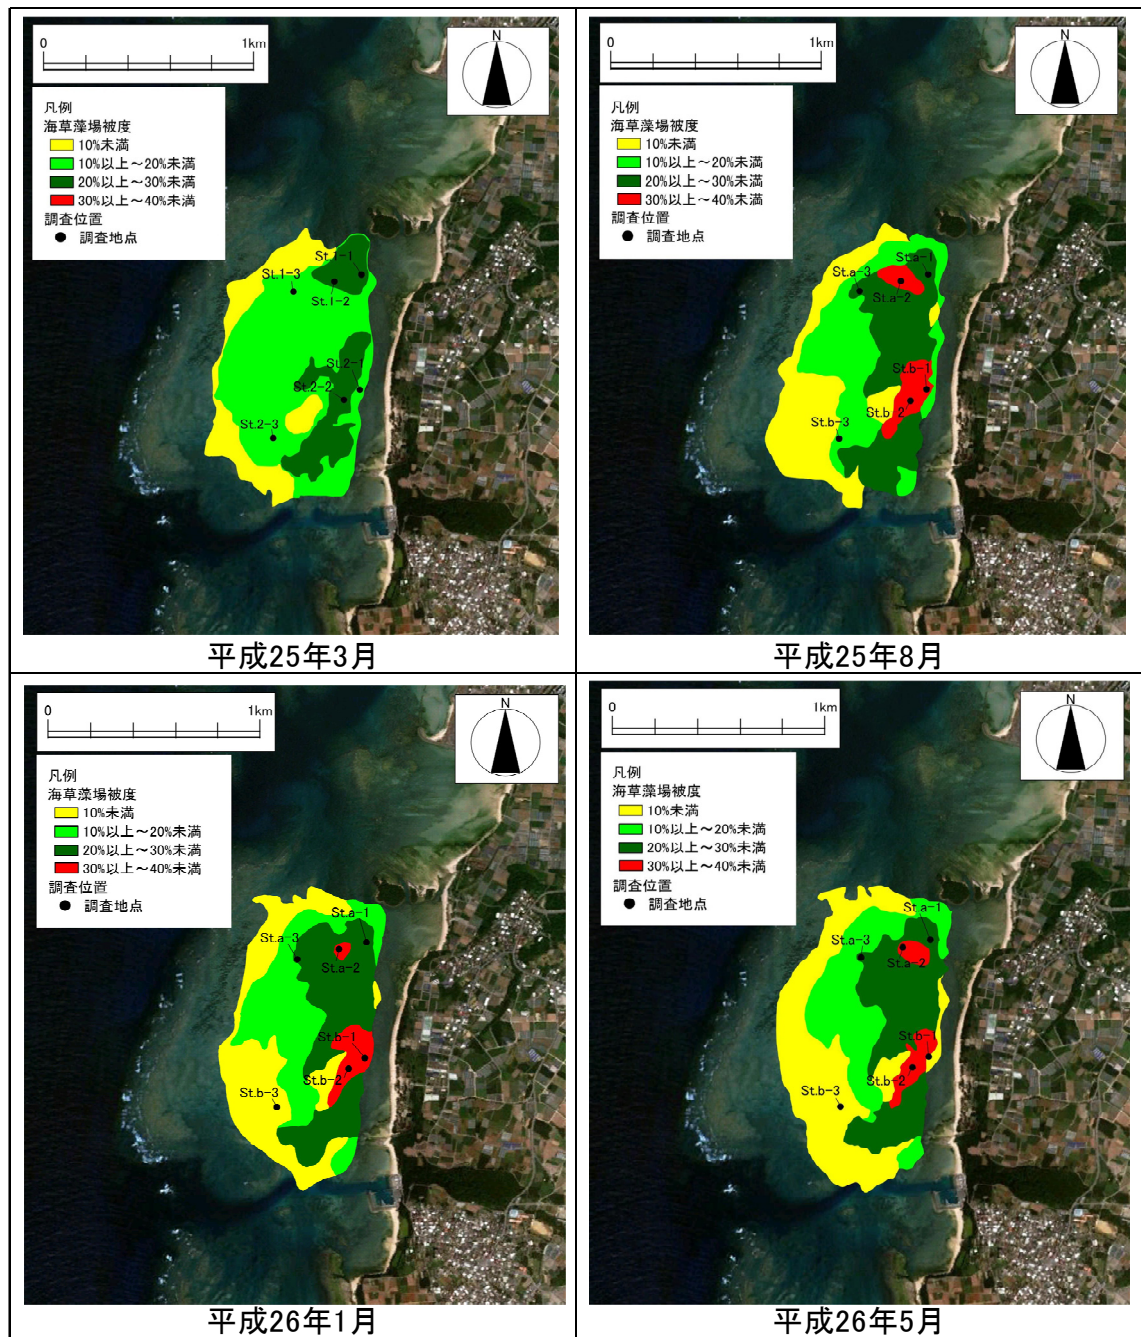 0 1km
N
凡例
海草藻場被度
10%未満
10%以上～20%未満
20%以上～30%未満
30%以上～40%未満
調査位置
調査地点
St.1-1
St.1-3
St.1-2
St.2-1
St.2-2
St.2-3
平成25年3月
0 1km
N
凡例
海草藻場被度
10%未満
10%以上～20%未満
20%以上～30%未満
30%以上～40%未満
調査位置
調査地点
St.a-1
St.a-3
St.a-2
St.b-1
St.b-2
St.b-3
平成25年8月
0 1km
N
凡例
海草藻場被度
10%未満
10%以上～20%未満
20%以上～30%未満
30%以上～40%未満
調査位置
調査地点
St.a-1
St.a-3
St.a-2
St.b-1
St.b-2
St.b-3
平成26年1月
0 1km
N
凡例
海草藻場被度
10%未満
10%以上～20%未満
20%以上～30%未満
30%以上～40%未満
調査位置
調査地点
St.a-1
St.a-3
St.a-2
St.b-1
St.b-2
St.b-3
平成26年5月